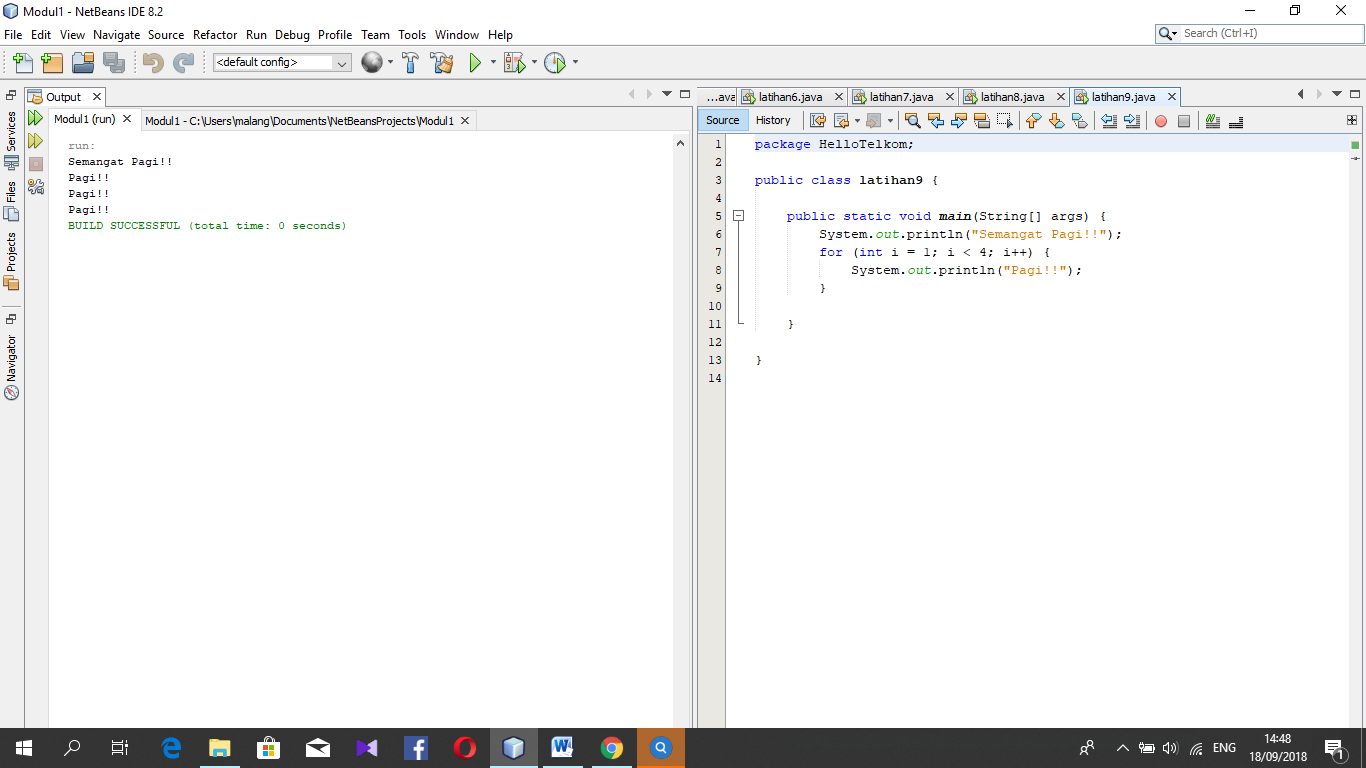 Modul1 - NetBeans IDE 8.2
File Edit View Navigate Source Refactor Run Debug Profile Team Tools Window Help
Search (Ctrl+I)
<default config>
Output
Modul1 (run)
Modul1 - C:\Users\malang\Documents\NetBeansProjects\Modul1
run:
Semangat Pagi!!
Pagi!!
Pagi!!
Pagi!!
BUILD SUCCESSFUL (total time: 0 seconds)
Services
Files
Projects
Navigator
...ava latihan6.java latihan7.java latihan8.java latihan9.java
Source History
1 package HelloTelkom;
2
3 public class latihan9 {
4
5 public static void main(String[] args) {
6 System.out.println("Semangat Pagi!!");
7 for (int i = 1; i < 4; i++) {
8 System.out.println("Pagi!!");
9 }
10
11 }
12
13 }
14
ENG
14:48
18/09/2018
1